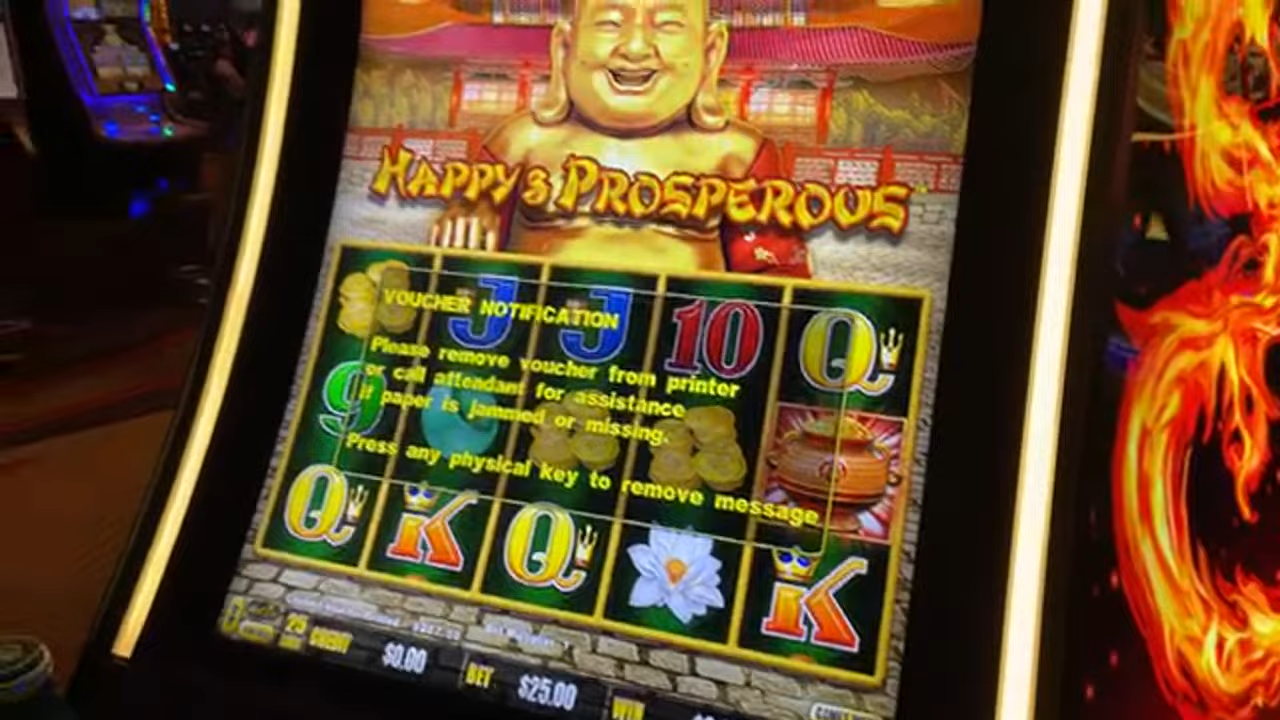 HAPPY & PROSPEROUS
J J 10 Q
VOUCHER NOTIFICATION
Please remove voucher from printer
or call attendant for assistance
if paper is jammed or missing.
9
Press any physical key to remove message
Q K Q K
25 CREDIT $0.00 BET $25.00 WIN